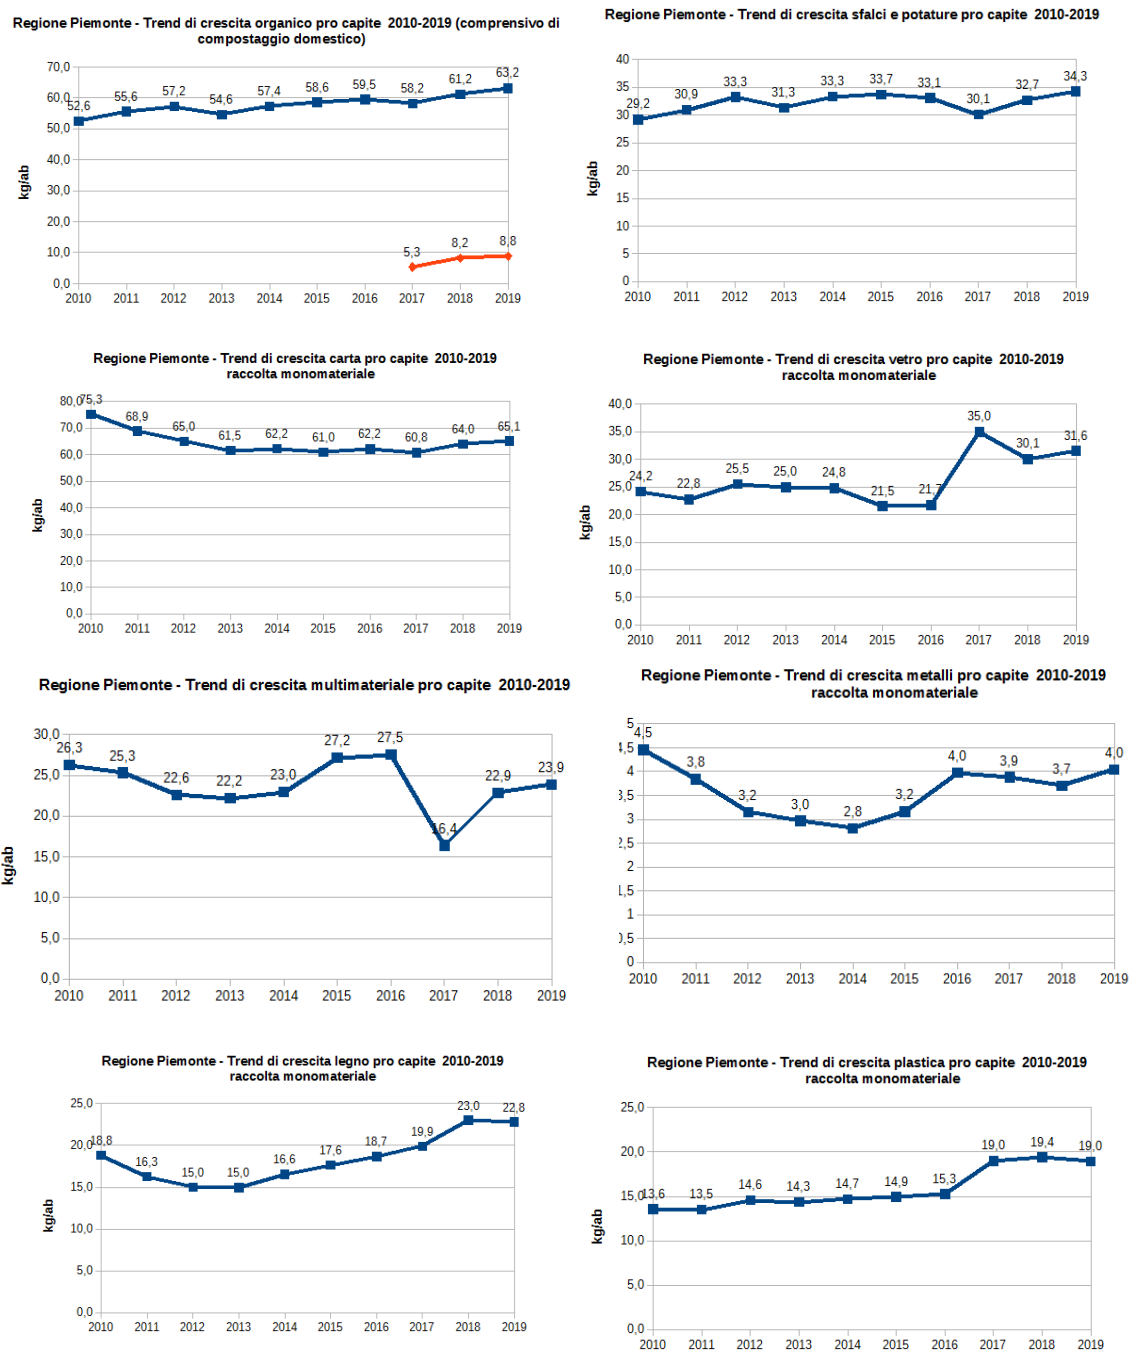 Regione Piemonte - Trend di crescita organico pro capite 2010-2019 (comprensivo di
compostaggio domestico)
70,0
60,0
50,0
40,0
30,0
20,0
10,0
0,0
kg/ab
52,6 55,6 57,2 54,6 57,4 58,6 59,5 58,2 61,2 63,2
5,3 8,2 8,8
2010 2011 2012 2013 2014 2015 2016 2017 2018 2019
Regione Piemonte - Trend di crescita sfalci e potature pro capite 2010-2019
40
35
30
25
20
15
10
5
0
kg/ab
29,2 30,9 33,3 31,3 33,3 33,7 33,1 30,1 32,7 34,3
2010 2011 2012 2013 2014 2015 2016 2017 2018 2019
Regione Piemonte - Trend di crescita carta pro capite 2010-2019
raccolta monomateriale
80,0
70,0
60,0
50,0
40,0
30,0
20,0
10,0
0,0
kg/ab
75,3 68,9 65,0 61,5 62,2 61,0 62,2 60,8 64,0 65,1
2010 2011 2012 2013 2014 2015 2016 2017 2018 2019
Regione Piemonte - Trend di crescita vetro pro capite 2010-2019
raccolta monomateriale
40,0
35,0
30,0
25,0
20,0
15,0
10,0
5,0
0,0
kg/ab
24,2 22,8 25,5 25,0 24,8 21,5 21,7 35,0 30,1 31,6
2010 2011 2012 2013 2014 2015 2016 2017 2018 2019
Regione Piemonte - Trend di crescita multimateriale pro capite 2010-2019
30,0
25,0
20,0
15,0
10,0
5,0
0,0
kg/ab
26,3 25,3 22,6 22,2 23,0 27,2 27,5 16,4 22,9 23,9
2010 2011 2012 2013 2014 2015 2016 2017 2018 2019
Regione Piemonte - Trend di crescita metalli pro capite 2010-2019
raccolta monomateriale
5
4,5
4
3,5
3
2,5
2
1,5
1
0,5
0
4,5 3,8 3,2 3,0 2,8 3,2 4,0 3,9 3,7 4,0
2010 2011 2012 2013 2014 2015 2016 2017 2018 2019
Regione Piemonte - Trend di crescita legno pro capite 2010-2019
raccolta monomateriale
25,0
20,0
15,0
10,0
5,0
0,0
kg/ab
18,8 16,3 15,0 15,0 16,6 17,6 18,7 19,9 23,0 22,8
2010 2011 2012 2013 2014 2015 2016 2017 2018 2019
Regione Piemonte - Trend di crescita plastica pro capite 2010-2019
raccolta monomateriale
25,0
20,0
15,0
10,0
5,0
0,0
kg/ab
13,6 13,5 14,6 14,3 14,7 14,9 15,3 19,0 19,4 19,0
2010 2011 2012 2013 2014 2015 2016 2017 2018 2019